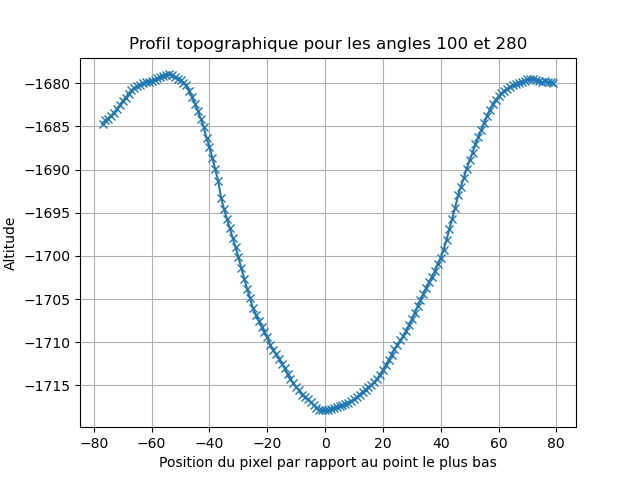 Profil topographique pour les angles 100 et 280
Altitude
−1680
−1685
−1690
−1695
−1700
−1705
−1710
−1715
−80 −60 −40 −20 0 20 40 60 80
Position du pixel par rapport au point le plus bas